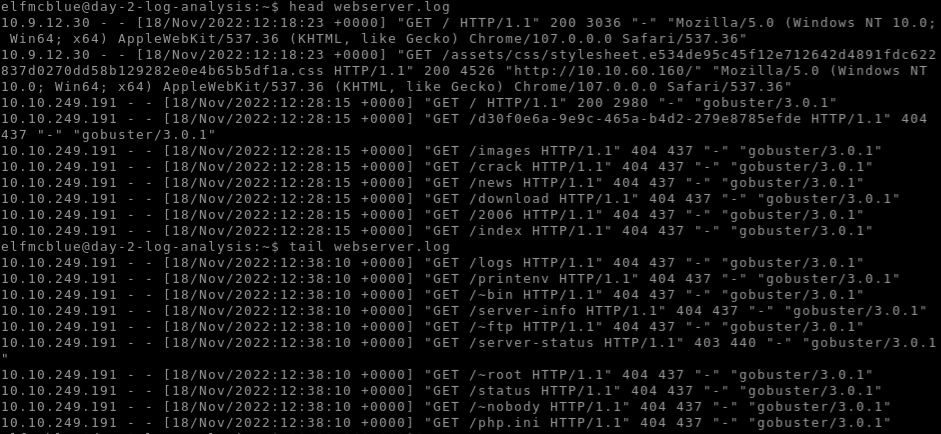 elfmcblue@day-2-log-analysis:~$ head webserver.log
10.9.12.30 - - [18/Nov/2022:12:18:23 +0000] "GET / HTTP/1.1" 200 3036 "-" "Mozilla/5.0 (Windows NT 10.0;
 Win64; x64) AppleWebKit/537.36 (KHTML, like Gecko) Chrome/107.0.0.0 Safari/537.36"
10.9.12.30 - - [18/Nov/2022:12:18:23 +0000] "GET /assets/css/stylesheet.e534de95c45f12e712642d4891fdc622
837d0270dd58b129282e0e4b65b5df1a.css HTTP/1.1" 200 4526 "http://10.10.60.160/" "Mozilla/5.0 (Windows NT
10.0; Win64; x64) AppleWebKit/537.36 (KHTML, like Gecko) Chrome/107.0.0.0 Safari/537.36"
10.10.249.191 - - [18/Nov/2022:12:28:15 +0000] "GET / HTTP/1.1" 200 2980 "-" "gobuster/3.0.1"
10.10.249.191 - - [18/Nov/2022:12:28:15 +0000] "GET /d30f0e6a-9e9c-465a-b4d2-279e8785efde HTTP/1.1" 404
437 "-" "gobuster/3.0.1"
10.10.249.191 - - [18/Nov/2022:12:28:15 +0000] "GET /images HTTP/1.1" 404 437 "-" "gobuster/3.0.1"
10.10.249.191 - - [18/Nov/2022:12:28:15 +0000] "GET /crack HTTP/1.1" 404 437 "-" "gobuster/3.0.1"
10.10.249.191 - - [18/Nov/2022:12:28:15 +0000] "GET /news HTTP/1.1" 404 437 "-" "gobuster/3.0.1"
10.10.249.191 - - [18/Nov/2022:12:28:15 +0000] "GET /download HTTP/1.1" 404 437 "-" "gobuster/3.0.1"
10.10.249.191 - - [18/Nov/2022:12:28:15 +0000] "GET /2006 HTTP/1.1" 404 437 "-" "gobuster/3.0.1"
10.10.249.191 - - [18/Nov/2022:12:28:15 +0000] "GET /index HTTP/1.1" 404 437 "-" "gobuster/3.0.1"
elfmcblue@day-2-log-analysis:~$ tail webserver.log
10.10.249.191 - - [18/Nov/2022:12:38:10 +0000] "GET /logs HTTP/1.1" 404 437 "-" "gobuster/3.0.1"
10.10.249.191 - - [18/Nov/2022:12:38:10 +0000] "GET /printenv HTTP/1.1" 404 437 "-" "gobuster/3.0.1"
10.10.249.191 - - [18/Nov/2022:12:38:10 +0000] "GET /~bin HTTP/1.1" 404 437 "-" "gobuster/3.0.1"
10.10.249.191 - - [18/Nov/2022:12:38:10 +0000] "GET /server-info HTTP/1.1" 404 437 "-" "gobuster/3.0.1"
10.10.249.191 - - [18/Nov/2022:12:38:10 +0000] "GET /~ftp HTTP/1.1" 404 437 "-" "gobuster/3.0.1"
10.10.249.191 - - [18/Nov/2022:12:38:10 +0000] "GET /server-status HTTP/1.1" 403 440 "-" "gobuster/3.0.1
"
10.10.249.191 - - [18/Nov/2022:12:38:10 +0000] "GET /~root HTTP/1.1" 404 437 "-" "gobuster/3.0.1"
10.10.249.191 - - [18/Nov/2022:12:38:10 +0000] "GET /status HTTP/1.1" 404 437 "-" "gobuster/3.0.1"
10.10.249.191 - - [18/Nov/2022:12:38:10 +0000] "GET /~nobody HTTP/1.1" 404 437 "-" "gobuster/3.0.1"
10.10.249.191 - - [18/Nov/2022:12:38:10 +0000] "GET /php.ini HTTP/1.1" 404 437 "-" "gobuster/3.0.1"